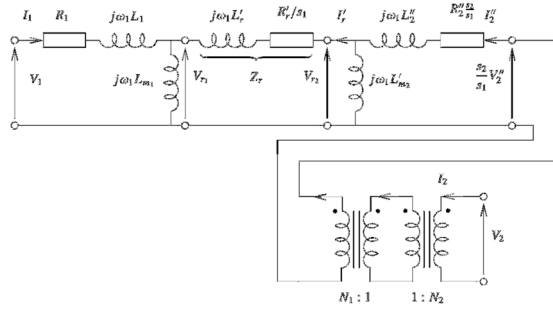 I₁ R₁ jω₁L₁ jω₁L′ᵣ R′ᵣ/s₁ I′ᵣ jω₁L″₂ R″₂ s₂/s₁ I″₂
V₁ jω₁Lₘ₁ Vᵣ₁ Zᵣ Vᵣ₂ jω₁L′ₘ₂ s₂/s₁ V″₂
I₂
V₂
N₁ : 1 1 : N₂